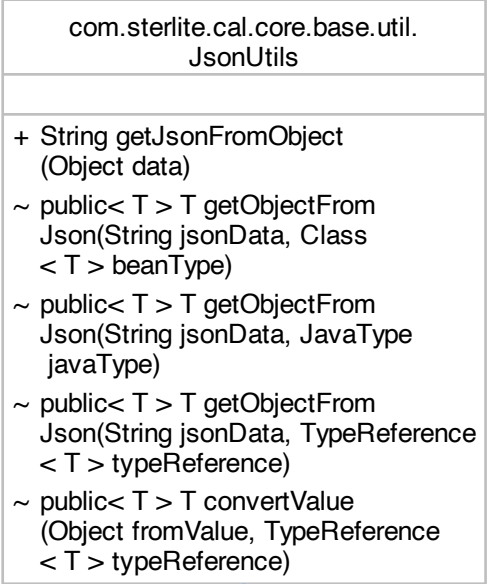 com.sterlite.cal.core.base.util.
JsonUtils
+ String getJsonFromObject
(Object data)
~ public< T > T getObjectFrom
Json(String jsonData, Class
< T > beanType)
~ public< T > T getObjectFrom
Json(String jsonData, JavaType
javaType)
~ public< T > T getObjectFrom
Json(String jsonData, TypeReference
< T > typeReference)
~ public< T > T convertValue
(Object fromValue, TypeReference
< T > typeReference)